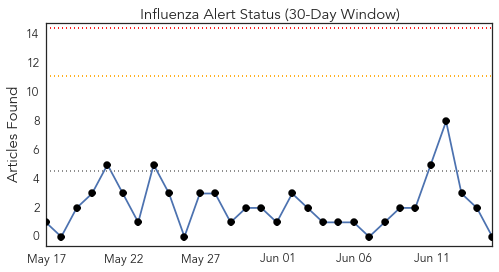 Influenza Alert Status (30-Day Window)
Articles Found
14
12
10
8
6
4
2
0
May 17 May 22 May 27 Jun 01 Jun 06 Jun 11